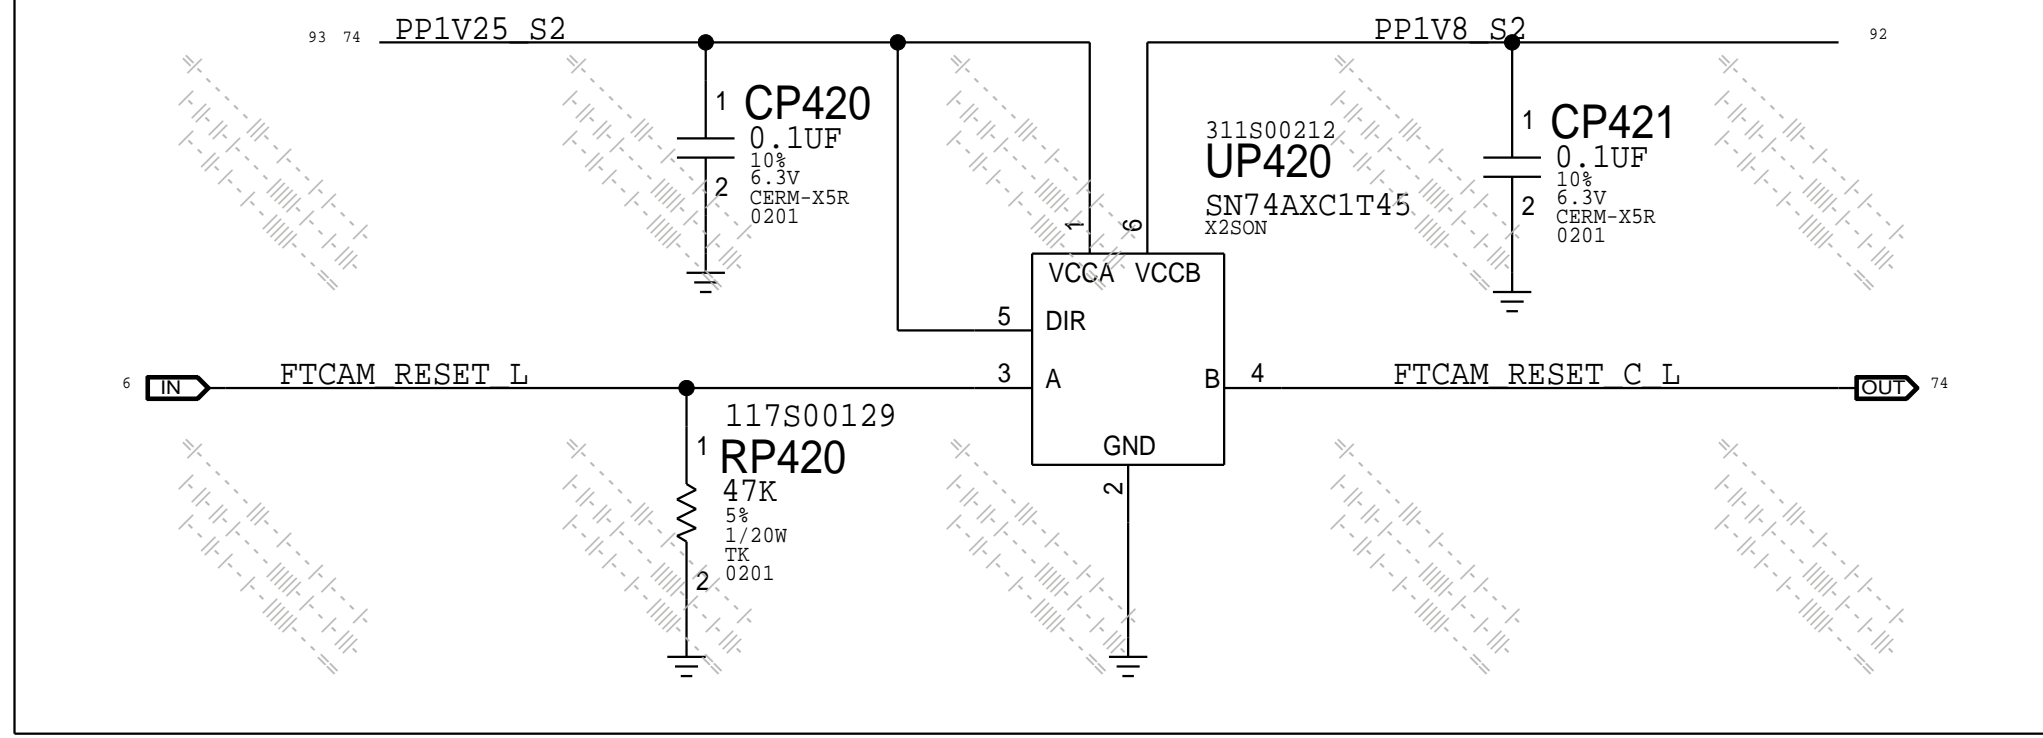 93 74 PP1V25_S2
PP1V8_S2 92
1 CP420
0.1UF
10%
6.3V
2
CERM-X5R
0201
311S00212
UP420
SN74AXC1T45
X2SON
1 CP421
0.1UF
10%
6.3V
2
CERM-X5R
0201
1 6
VCCA VCCB
5 DIR
6 IN FTCAM_RESET_L 3 A
B 4 FTCAM_RESET_C_L OUT 74
GND
2
117S00129
1 RP420
47K
5%
1/20W
TK
2 0201